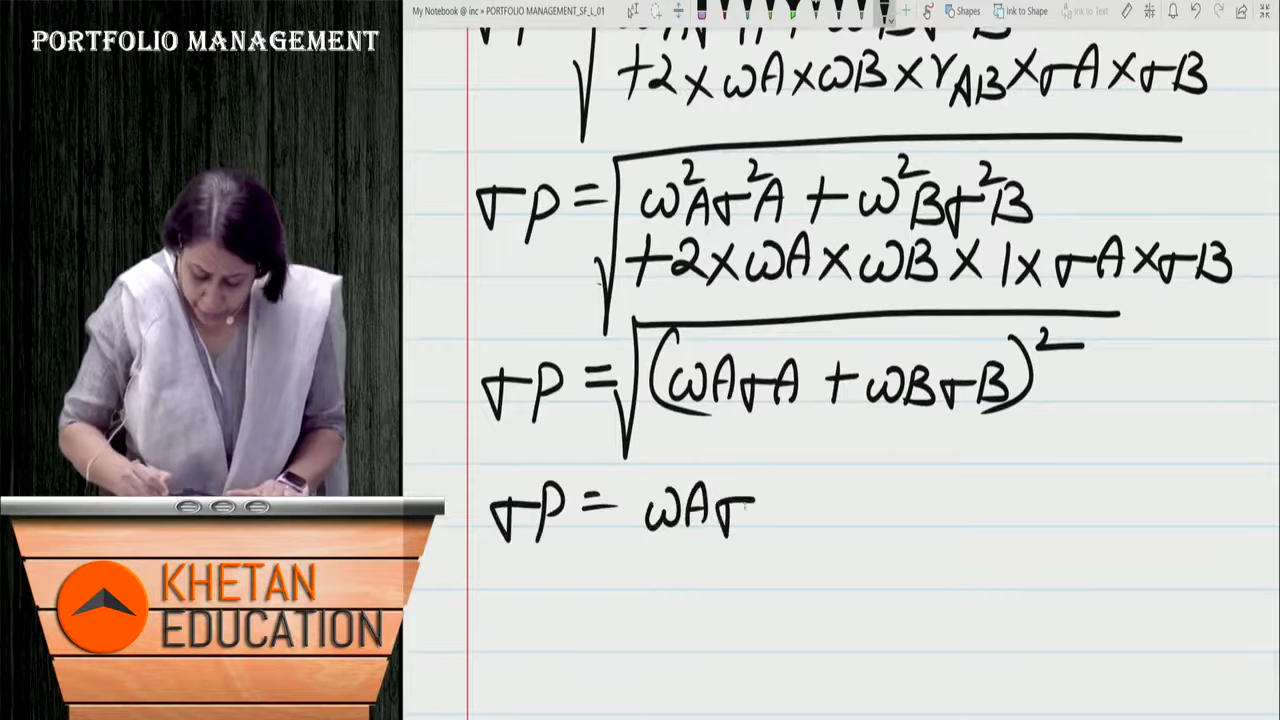 PORTFOLIO MANAGEMENT
My Notebook @ inc » PORTFOLIO MANAGEMENT_SF_L_01
Shapes
Ink to Shape
Ink to Text
+2×ωA×ωB×rAB×σA×σB
σP = √ω²Aσ²A + ω²Bσ²B
+2×ωA×ωB×1×σA×σB
σP = √(ωAσA + ωBσB)²
σP = ωAσ
KHETAN
EDUCATION